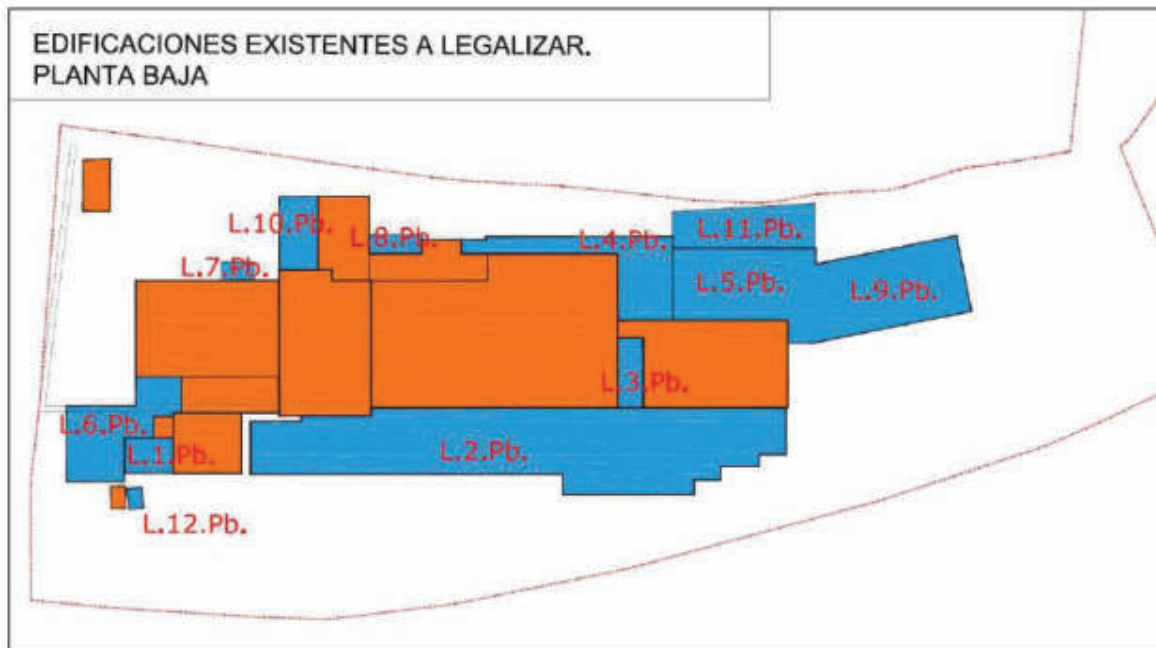 EDIFICACIONES EXISTENTES A LEGALIZAR.
PLANTA BAJA
L.10.Pb.
L.8.Pb.
L.4.Pb.
L.11.Pb.
L.7.Pb.
L.5.Pb.
L.9.Pb.
L.3.Pb.
L.6.Pb.
L.1.Pb.
L.2.Pb.
L.12.Pb.